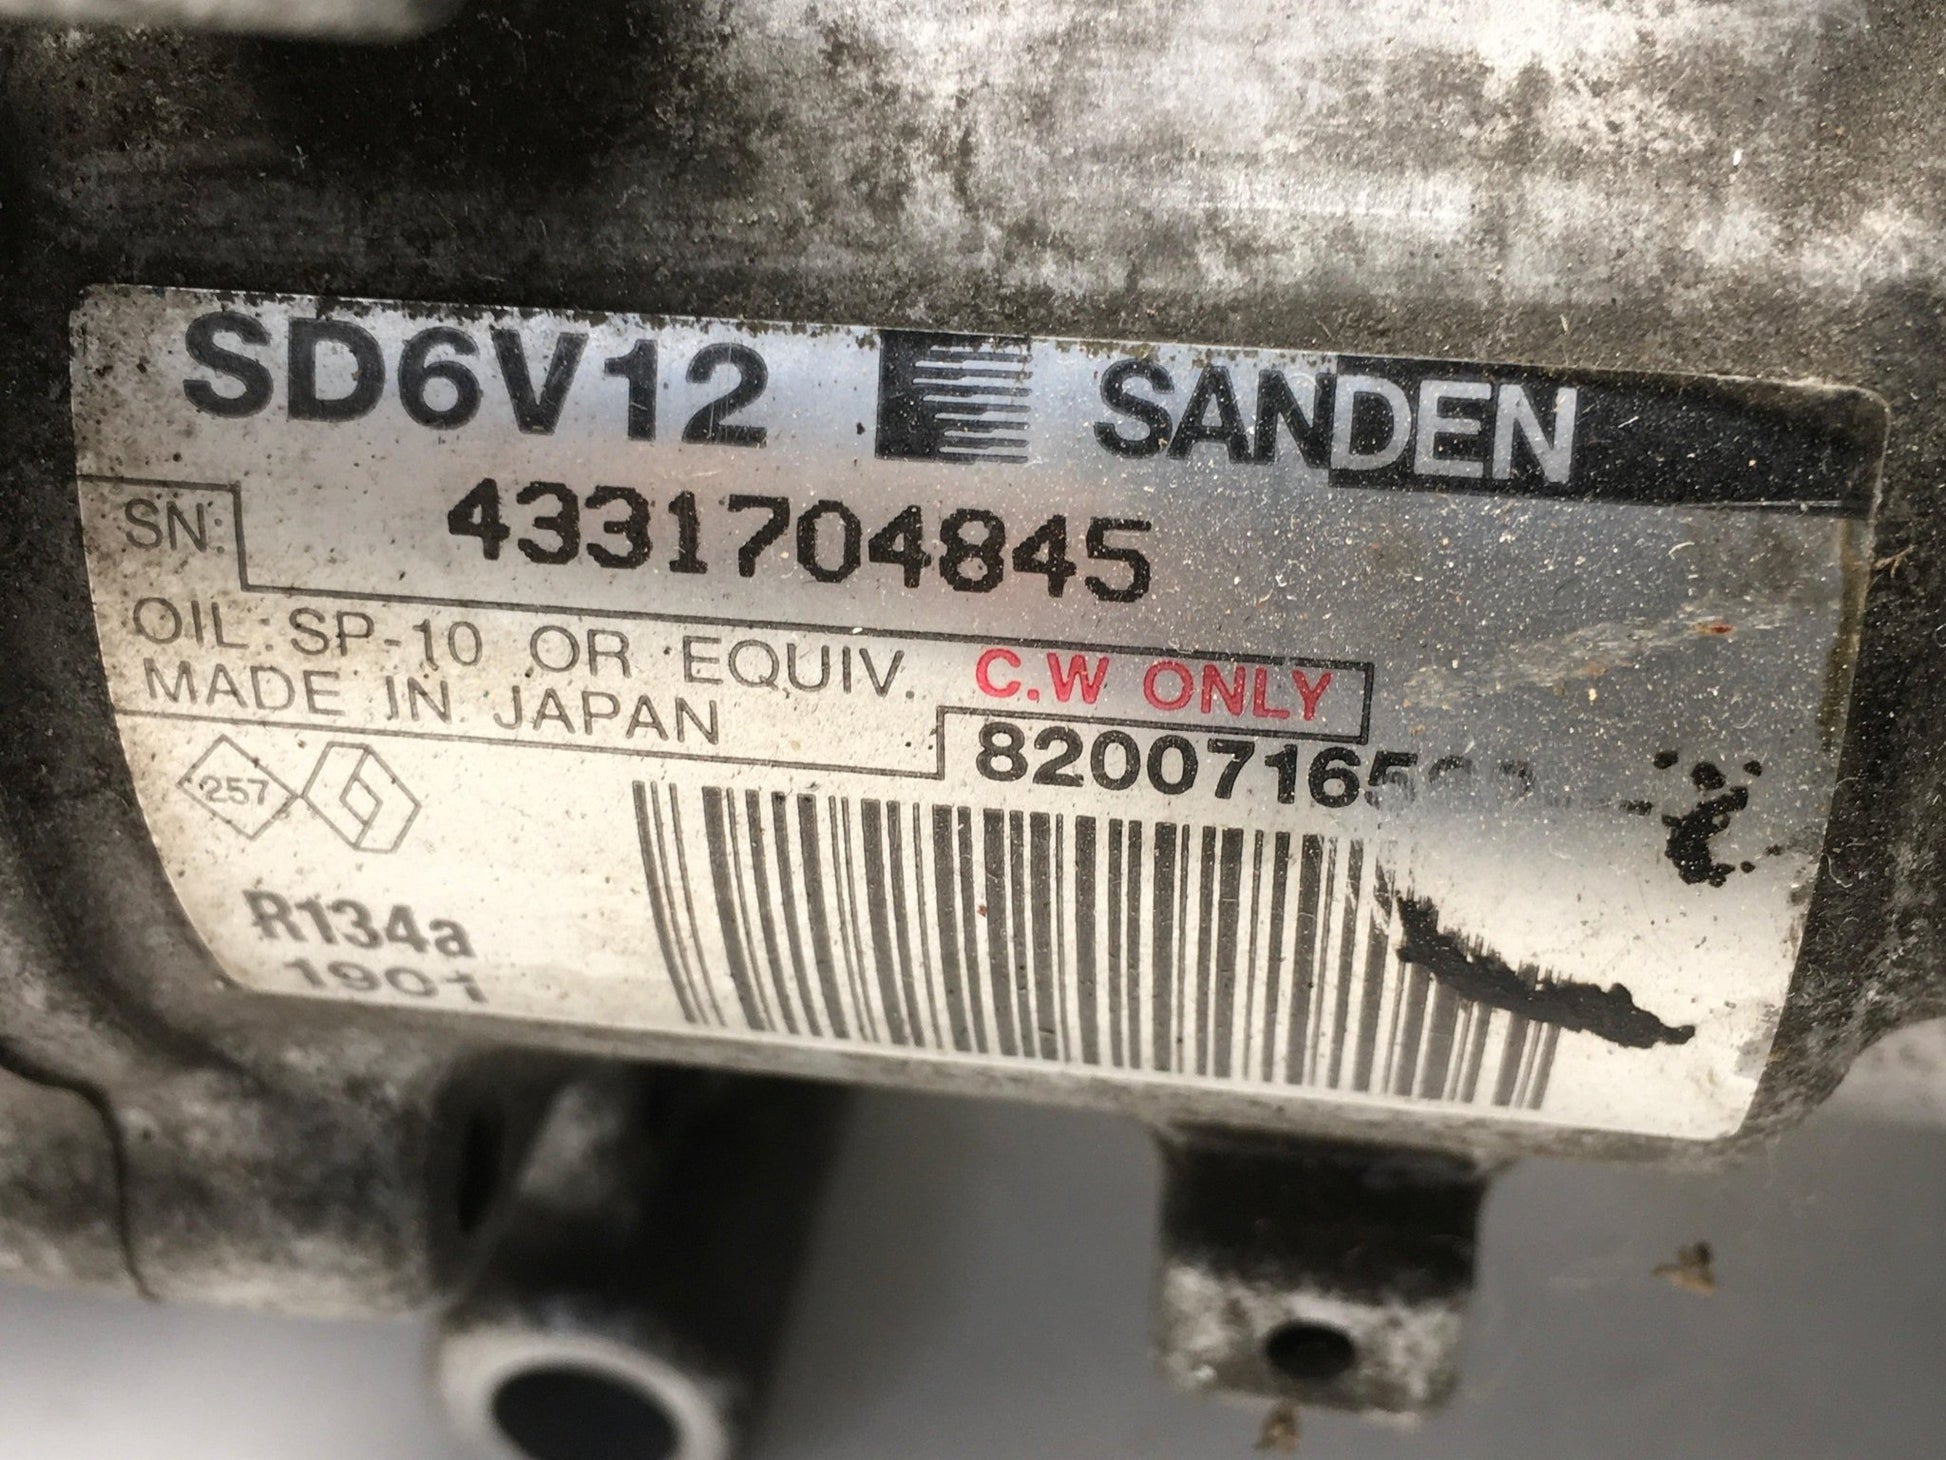 SD6V12 SANDEN
SN: 4331704845
OIL: SP-10 OR EQUIV. C.W ONLY
MADE IN JAPAN
257
R134a
1901